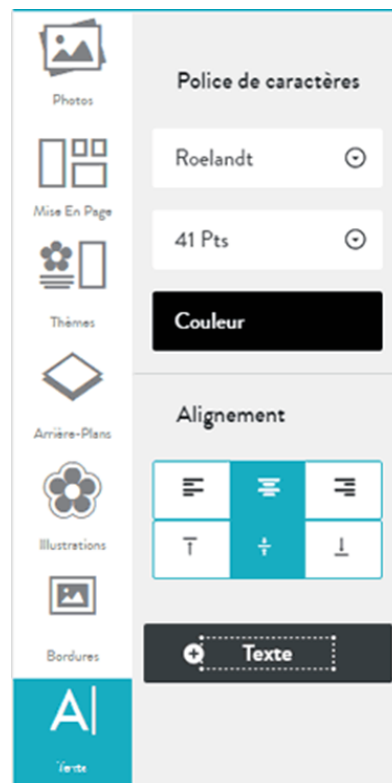 Photos
Mise En Page
Thèmes
Arrière-Plans
Illustrations
Bordures
A|
Police de caractères
Roelandt
41 Pts
Couleur
Alignement
Texte